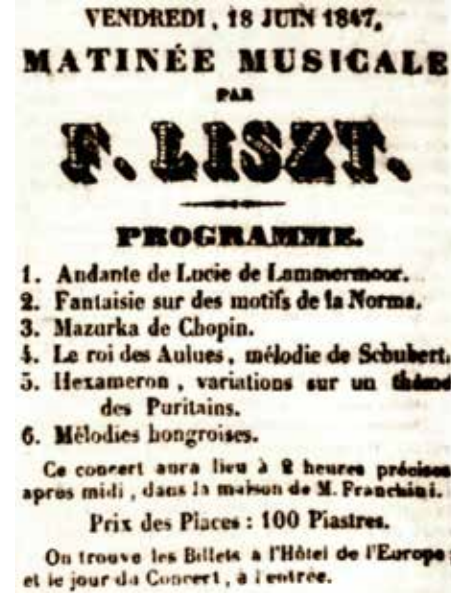 VENDREDI, 18 JUIN 1847,
MATINÉE MUSICALE
PAR
F. LISZT.
PROGRAMME.
1. Andante de Lucie de Lammermoor.
2. Fantaisie sur des motifs de la Norma.
3. Mazurka de Chopin.
4. Le roi des Aulues, mélodie de Schubert.
5. Hexameron, variations sur un thème
des Puritains.
6. Mélodies hongroises.
Ce concert aura lieu à 2 heures précises
après midi, dans la maison de M. Franchini.
Prix des Places : 100 Piastres.
On trouve les Billets a l'Hôtel de l'Europe;
et le jour du Concert, à l'entrée.